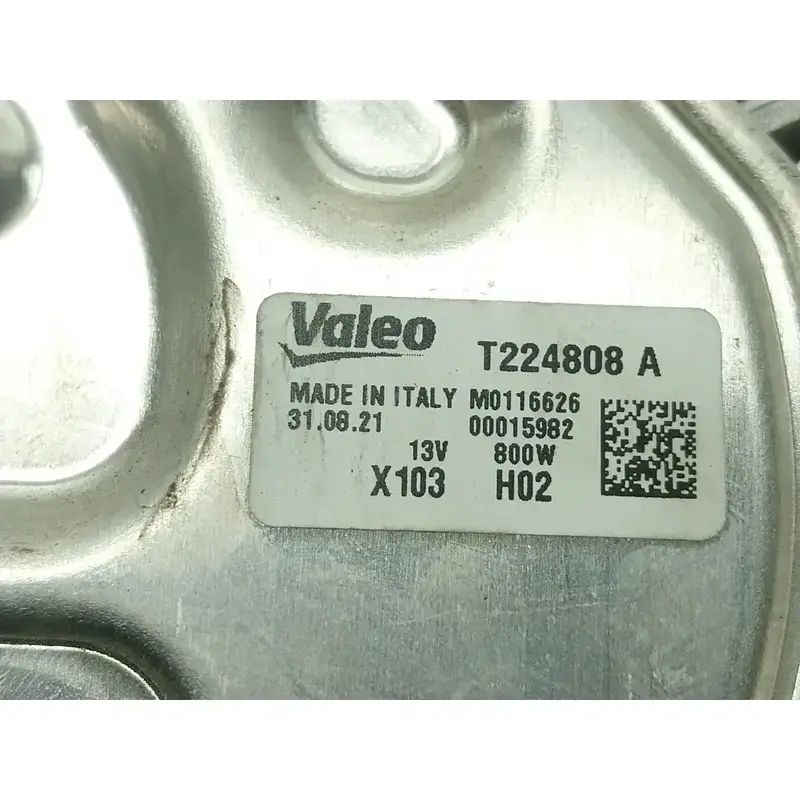 Valeo T224808 A
MADE IN ITALY M0116626
31.08.21 00015982
13V 800W
X103 H02